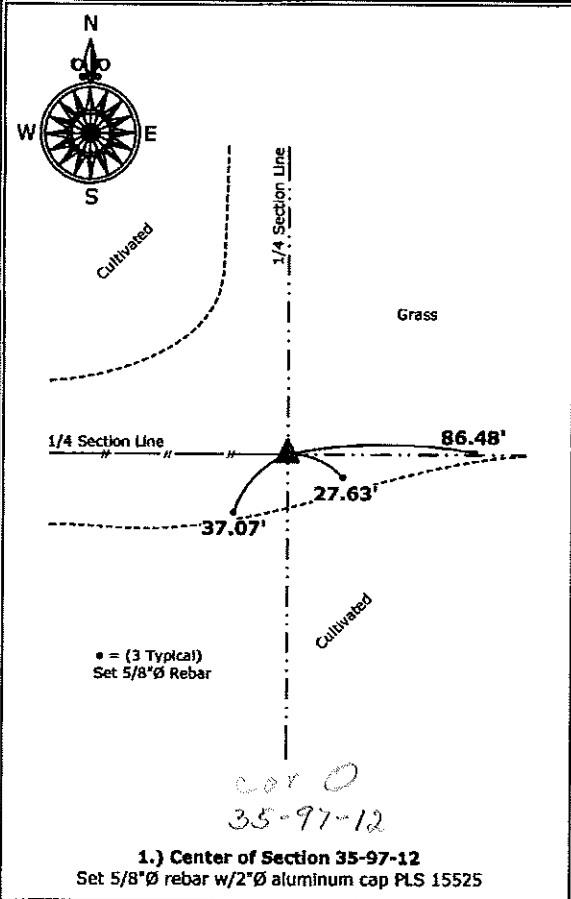 N
W
E
S
1/4 Section Line
Cultivated
Grass
1/4 Section Line
86.48'
27.63'
37.07'
Cultivated
• = (3 Typical)
Set 5/8"Ø Rebar
cor O
35-97-12
1.) Center of Section 35-97-12
Set 5/8"Ø rebar w/2"Ø aluminum cap PLS 15525